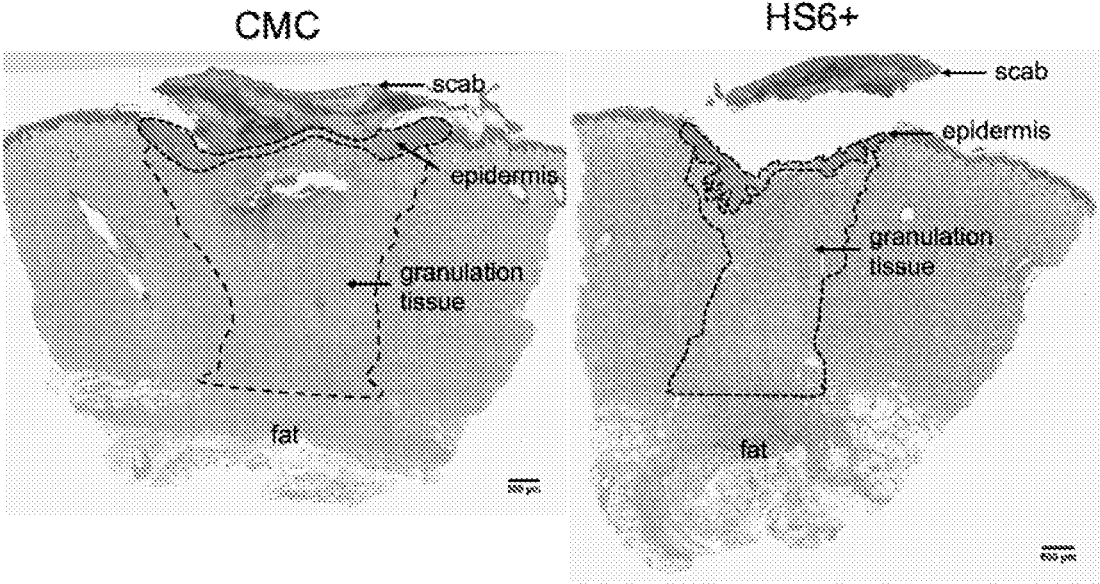 CMC
HS6+
scab
epidermis
granulation
tissue
fat
scab
epidermis
granulation
tissue
fat